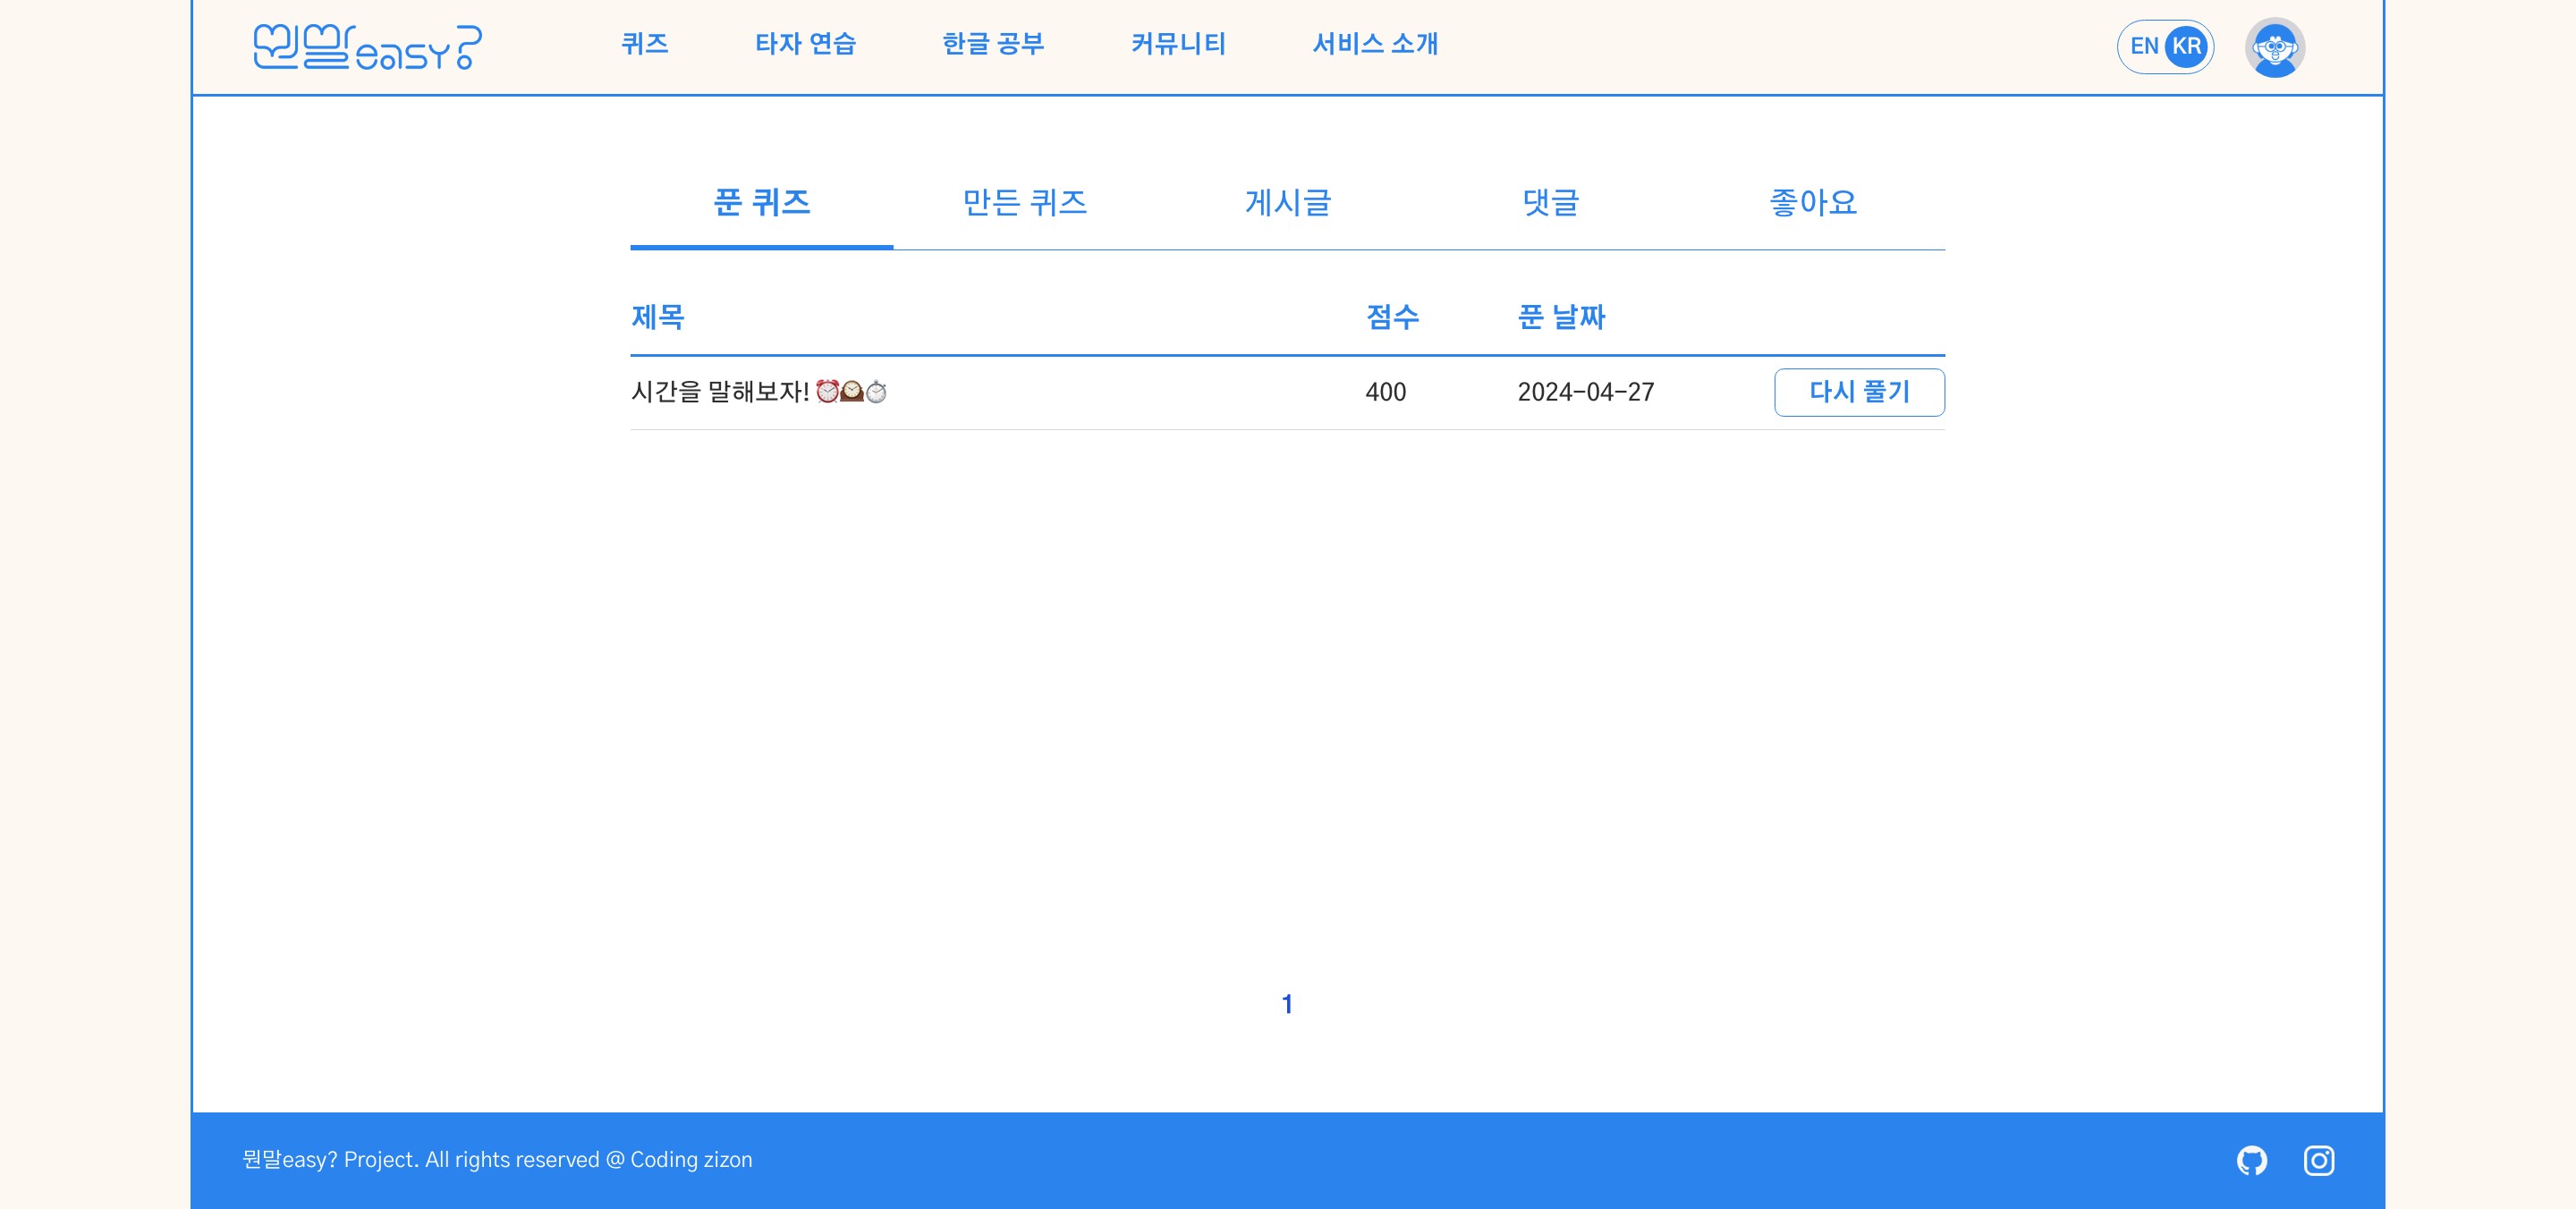 뭔말easy?
퀴즈 타자 연습 한글 공부 커뮤니티 서비스 소개 EN KR
푼 퀴즈 만든 퀴즈 게시글 댓글 좋아요
제목 점수 푼 날짜
시간을 말해보자! ⏰🕰️⏱️ 400 2024-04-27 다시 풀기
1
뭔말easy? Project. All rights reserved @ Coding zizon